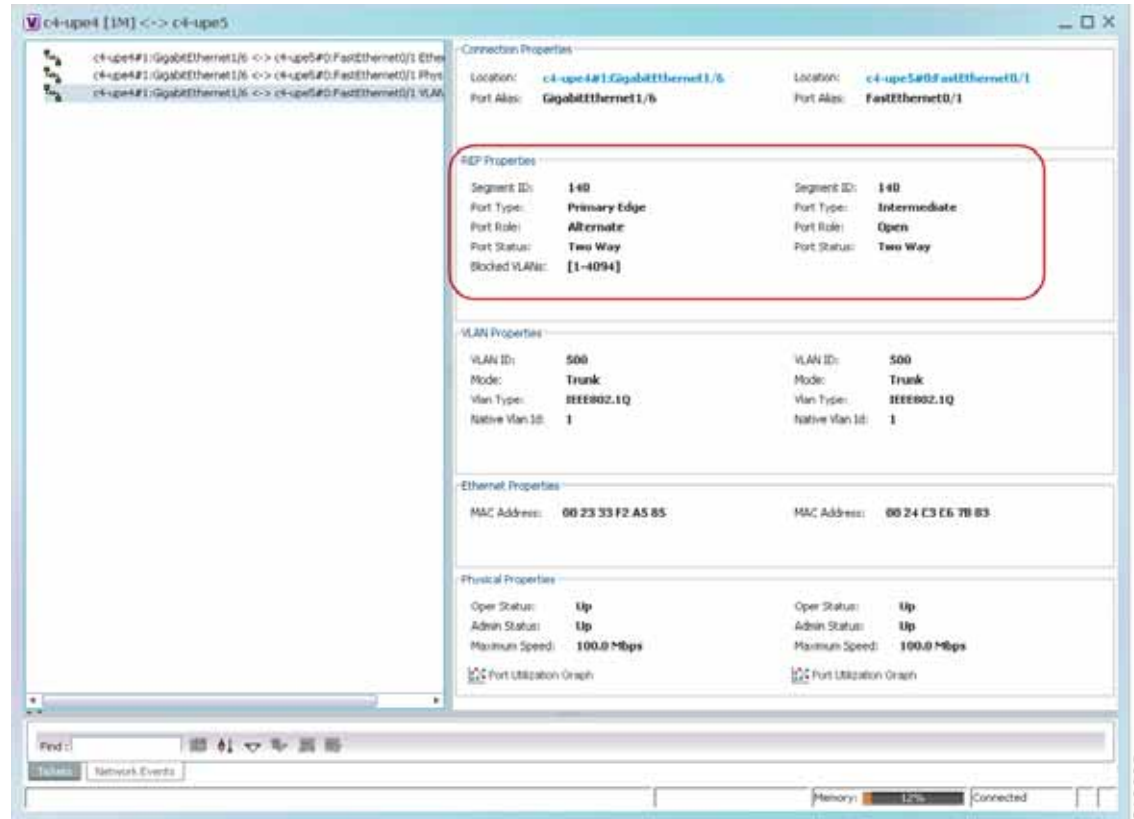 c4-upe4 [1M] <-> c4-upe5
c4-upe4#1:GigabitEthernet1/6 <-> c4-upe5#0:FastEthernet0/1 Ether
c4-upe4#1:GigabitEthernet1/6 <-> c4-upe5#0:FastEthernet0/1 Phys
c4-upe4#1:GigabitEthernet1/6 <-> c4-upe5#0:FastEthernet0/1 VLAN
Connection Properties
Location: c4-upe4#1:GigabitEthernet1/6 Location: c4-upe5#0:FastEthernet0/1
Port Alias: GigabitEthernet1/6 Port Alias: FastEthernet0/1
REP Properties
Segment ID: 140 Segment ID: 140
Port Type: Primary Edge Port Type: Intermediate
Port Role: Alternate Port Role: Open
Port Status: Two Way Port Status: Two Way
Blocked VLANs: [1-4094]
VLAN Properties
VLAN ID: 500 VLAN ID: 500
Mode: Trunk Mode: Trunk
Vlan Type: IEEE802.1Q Vlan Type: IEEE802.1Q
Native Vlan Id: 1 Native Vlan Id: 1
Ethernet Properties
MAC Address: 00 23 33 F2 A5 85 MAC Address: 00 24 C3 C6 7B 83
Physical Properties
Oper Status: Up Oper Status: Up
Admin Status: Up Admin Status: Up
Maximum Speed: 100.0 Mbps Maximum Speed: 100.0 Mbps
Port Utilization Graph Port Utilization Graph
Find :
Tickets Network Events
Memory: 12% Connected